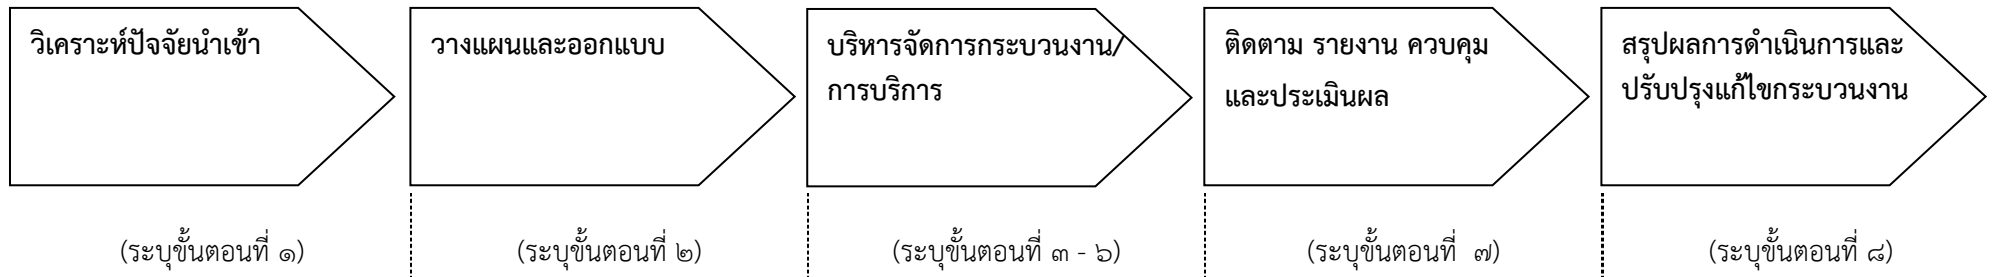 วิเคราะห์ปัจจัยนำเข้า
วางแผนและออกแบบ
บริหารจัดการกระบวนงาน/
การบริการ
ติดตาม รายงาน ควบคุม
และประเมินผล
สรุปผลการดำเนินการและ
ปรับปรุงแก้ไขกระบวนงาน
(ระบุขั้นตอนที่ ๑)
(ระบุขั้นตอนที่ ๒)
(ระบุขั้นตอนที่ ๓ - ๖)
(ระบุขั้นตอนที่ ๗)
(ระบุขั้นตอนที่ ๘)